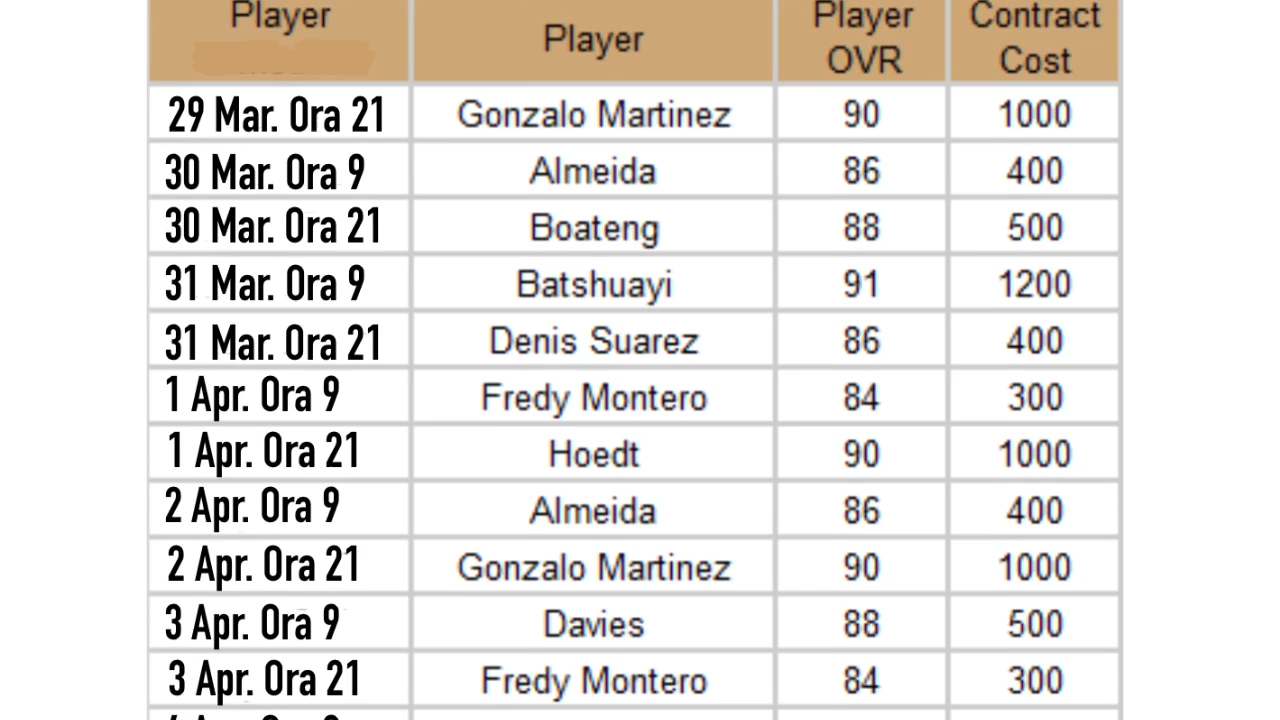 Player Player Player OVR Contract Cost
29 Mar. Ora 21 Gonzalo Martinez 90 1000
30 Mar. Ora 9 Almeida 86 400
30 Mar. Ora 21 Boateng 88 500
31 Mar. Ora 9 Batshuayi 91 1200
31 Mar. Ora 21 Denis Suarez 86 400
1 Apr. Ora 9 Fredy Montero 84 300
1 Apr. Ora 21 Hoedt 90 1000
2 Apr. Ora 9 Almeida 86 400
2 Apr. Ora 21 Gonzalo Martinez 90 1000
3 Apr. Ora 9 Davies 88 500
3 Apr. Ora 21 Fredy Montero 84 300